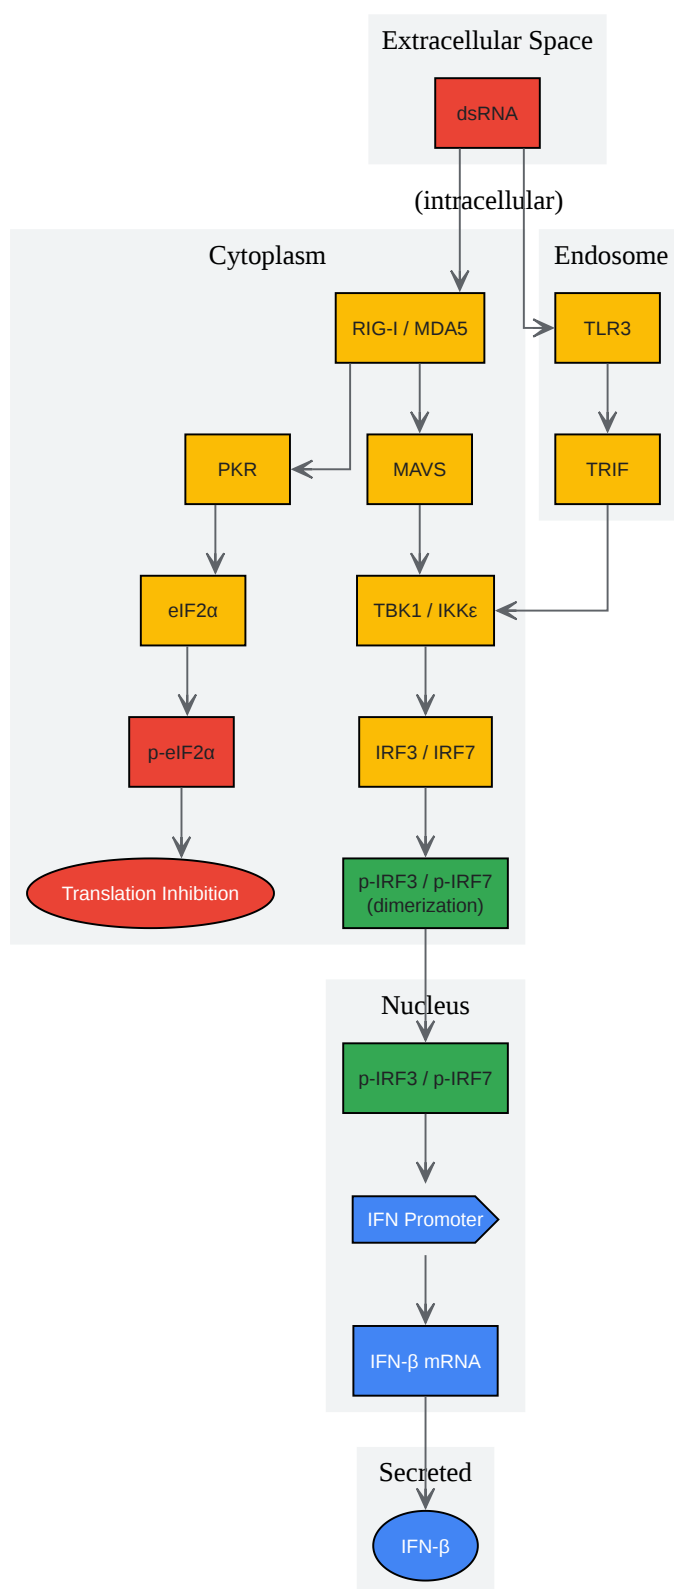 Extracellular Space
dsRNA
(intracellular)
Cytoplasm
Endosome
RIG-I / MDA5
TLR3
PKR
MAVS
TRIF
eIF2α
TBK1 / IKKε
p-eIF2α
IRF3 / IRF7
Translation Inhibition
p-IRF3 / p-IRF7
(dimerization)
Nucleus
p-IRF3 / p-IRF7
IFN Promoter
IFN-β mRNA
Secreted
IFN-β